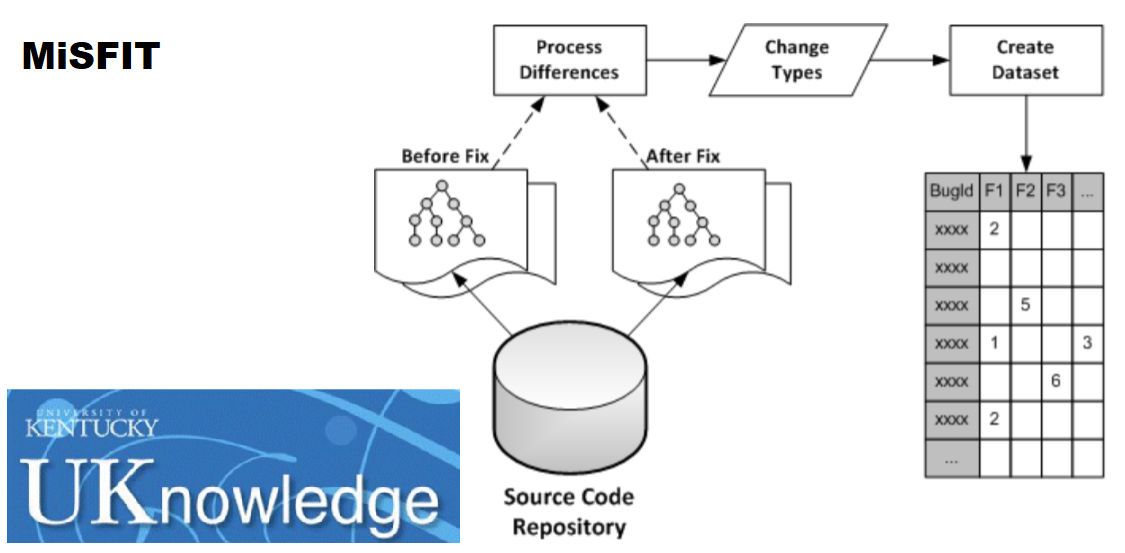 MiSFIT
Process
Differences
Change
Types
Create
Dataset
Before Fix
After Fix
BugId F1 F2 F3 ...
xxxx 2
xxxx
xxxx 5
xxxx 1 3
xxxx 6
xxxx 2
...
Source Code
Repository
UNIVERSITY OF
KENTUCKY
UKnowledge